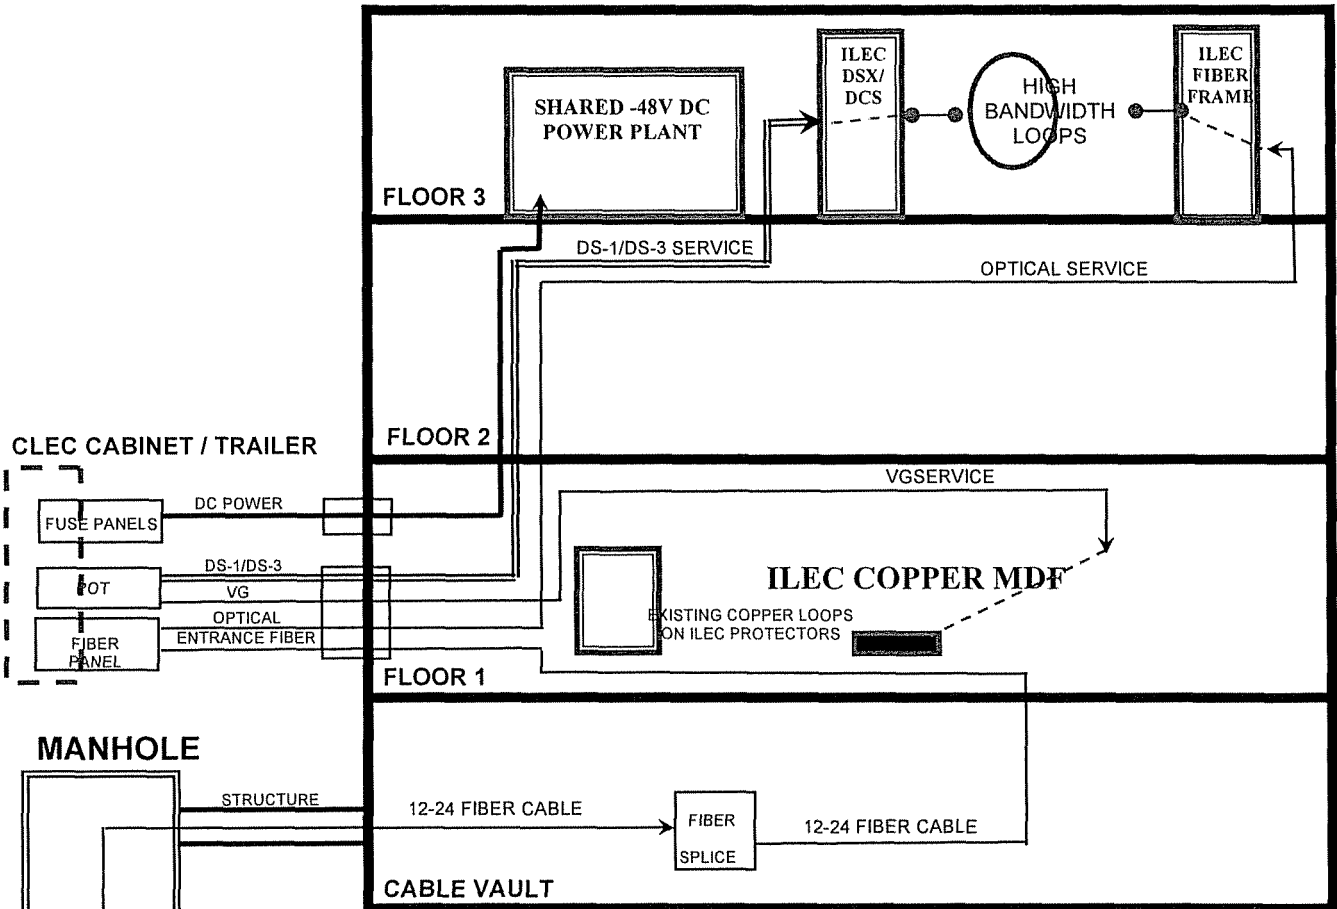 ILEC
DSX/
DCS
HIGH
BANDWIDTH
LOOPS
ILEC
FIBER
FRAME
SHARED -48V DC
POWER PLANT
FLOOR 3
DS-1/DS-3 SERVICE
OPTICAL SERVICE
FLOOR 2
CLEC CABINET / TRAILER
VGSERVICE
FUSE PANELS
DC POWER
POT
DS-1/DS-3
VG
OPTICAL
ENTRANCE FIBER
FIBER
PANEL
ILEC COPPER MDF
EXISTING COPPER LOOPS
ON ILEC PROTECTORS
FLOOR 1
MANHOLE
STRUCTURE
12-24 FIBER CABLE
FIBER
SPLICE
12-24 FIBER CABLE
CABLE VAULT